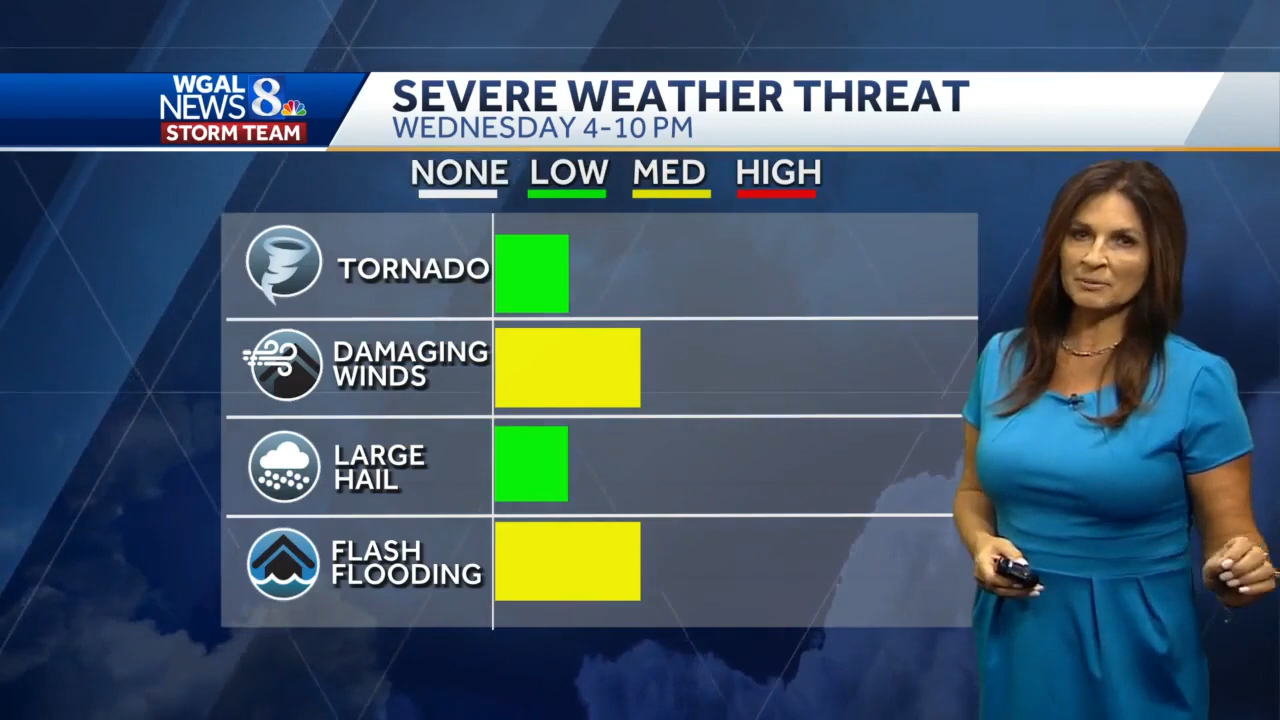 WGAL
NEWS 8
STORM TEAM
SEVERE WEATHER THREAT
WEDNESDAY 4-10 PM
NONE LOW MED HIGH
TORNADO
DAMAGING
WINDS
LARGE
HAIL
FLASH
FLOODING